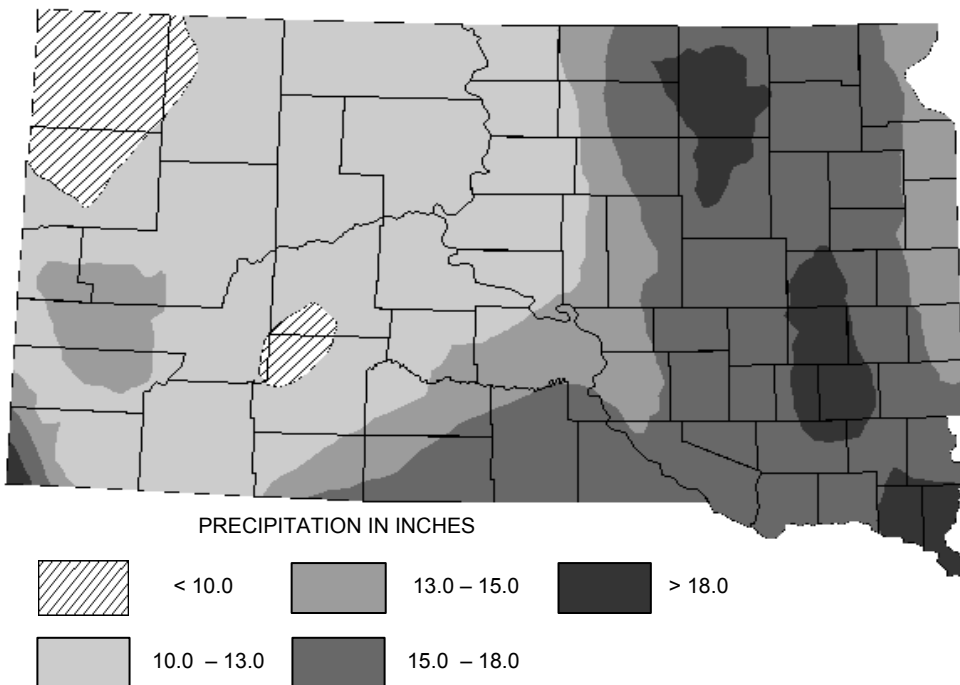 PRECIPITATION IN INCHES
< 10.0
13.0 – 15.0
> 18.0
10.0 – 13.0
15.0 – 18.0